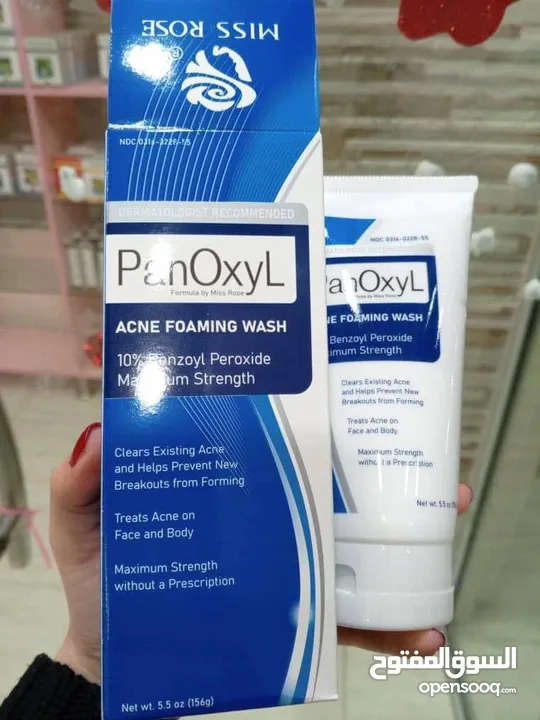 MISS ROSE
®
NDC 0316-0228-55
DERMATOLOGIST RECOMMENDED
PanOxyL
Formula by Miss Rose
ACNE FOAMING WASH
10% Benzoyl Peroxide
Maximum Strength
Clears Existing Acne
and Helps Prevent New
Breakouts from Forming
Treats Acne on
Face and Body
Maximum Strength
without a Prescription
Net wt. 5.5 oz (156g)
NDC 0316-0228-55
PanOxyL
by Miss Rose
FOAMING WASH
Benzoyl Peroxide
Strength
Clears Existing Acne
and Helps Prevent New
Breakouts from Forming
Treats Acne on
Face and Body
Maximum Strength
without a Prescription
Net wt. 5.5 oz
السوق المفتوح
opensooq.com